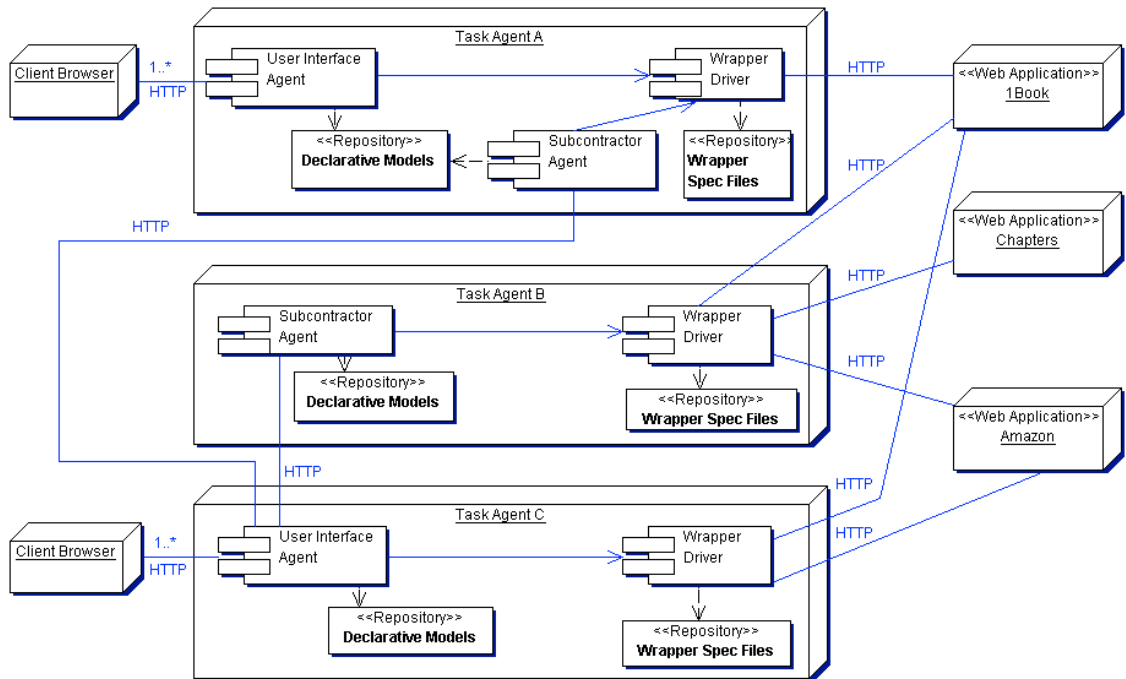 Task Agent A
Client Browser
1..*
HTTP
User Interface
Agent
Wrapper
Driver
HTTP
<<Web Application>>
1Book
<<Repository>>
Declarative Models
Subcontractor
Agent
<<Repository>>
Wrapper
Spec Files
HTTP
HTTP
<<Web Application>>
Chapters
Task Agent B
Subcontractor
Agent
Wrapper
Driver
HTTP
<<Repository>>
Declarative Models
<<Repository>>
Wrapper Spec Files
HTTP
<<Web Application>>
Amazon
HTTP
HTTP
Task Agent C
Client Browser
1..*
HTTP
User Interface
Agent
Wrapper
Driver
HTTP
<<Repository>>
Declarative Models
<<Repository>>
Wrapper Spec Files